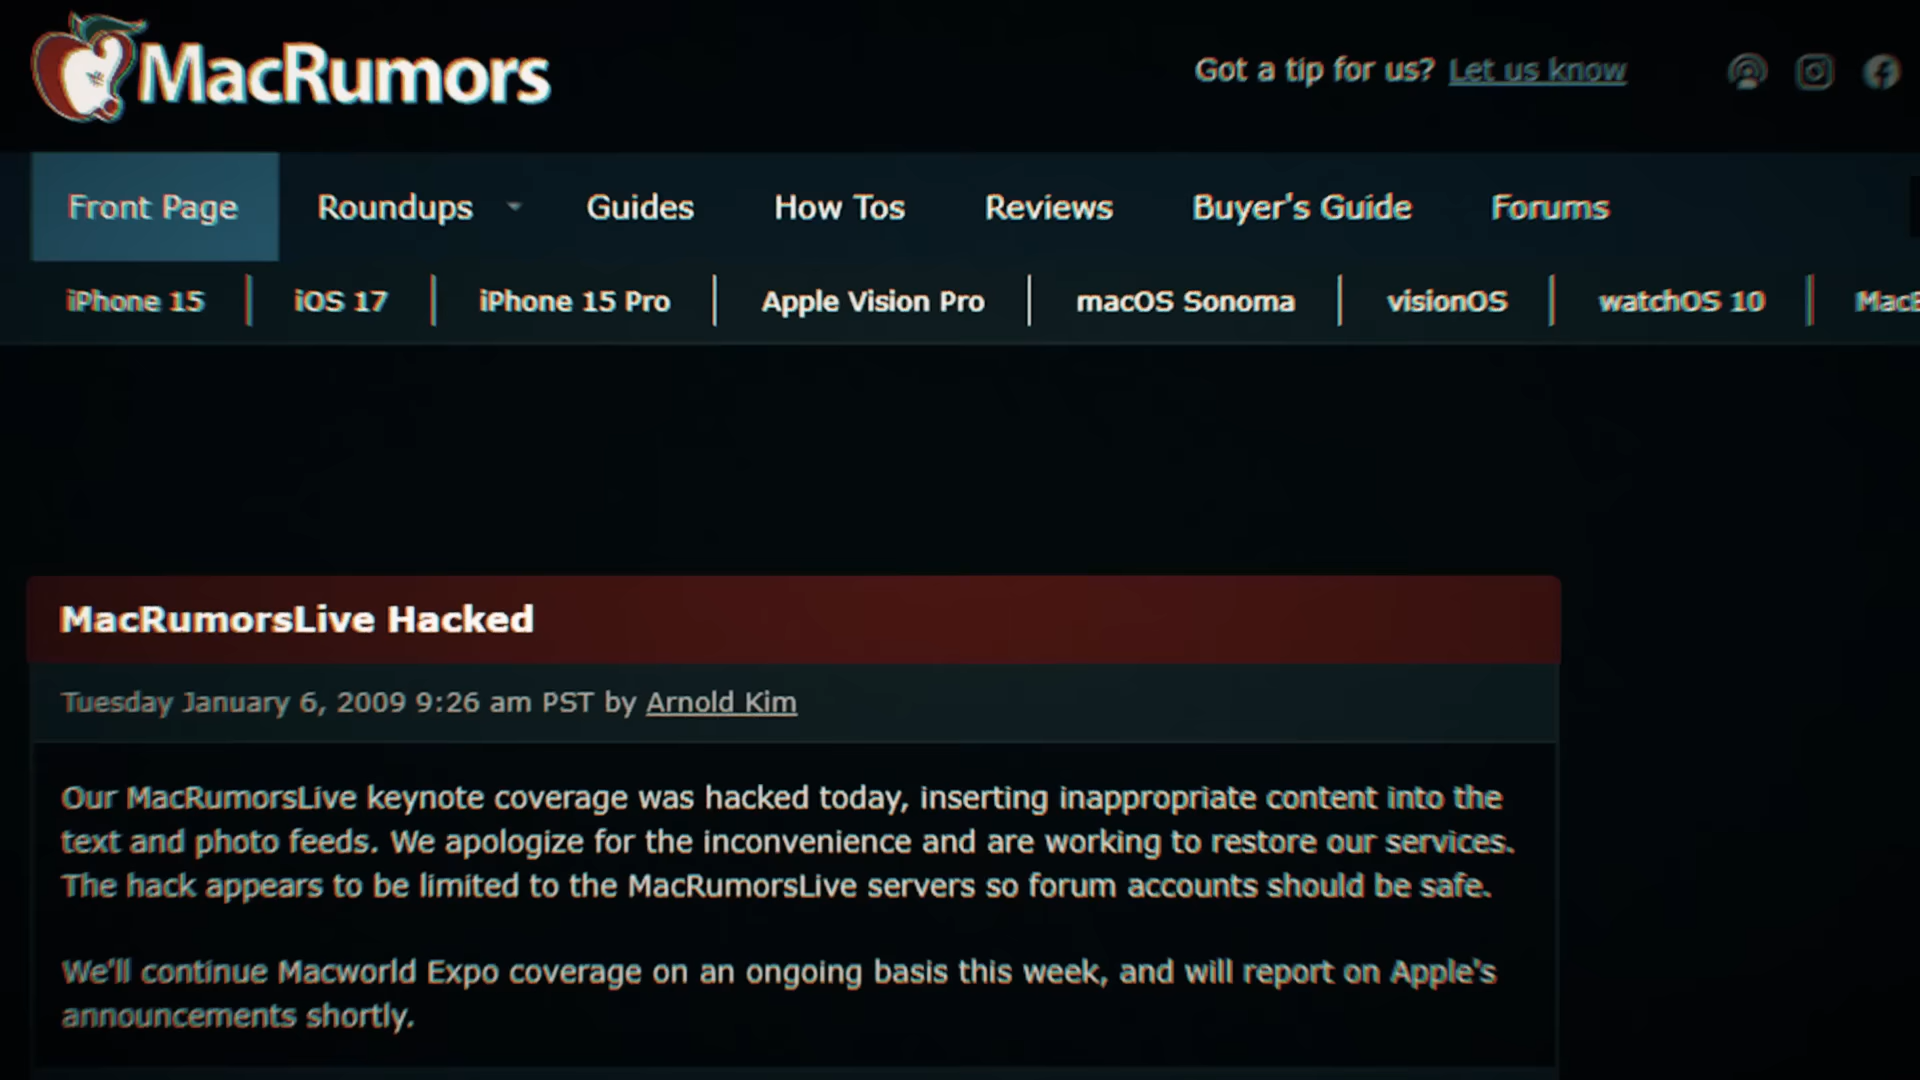 MacRumors
Got a tip for us? Let us know
Front Page Roundups Guides How Tos Reviews Buyer's Guide Forums
iPhone 15 iOS 17 iPhone 15 Pro Apple Vision Pro macOS Sonoma visionOS watchOS 10
MacRumorsLive Hacked
Tuesday January 6, 2009 9:26 am PST by Arnold Kim
Our MacRumorsLive keynote coverage was hacked today, inserting inappropriate content into the
text and photo feeds. We apologize for the inconvenience and are working to restore our services.
The hack appears to be limited to the MacRumorsLive servers so forum accounts should be safe.
We'll continue Macworld Expo coverage on an ongoing basis this week, and will report on Apple's
announcements shortly.